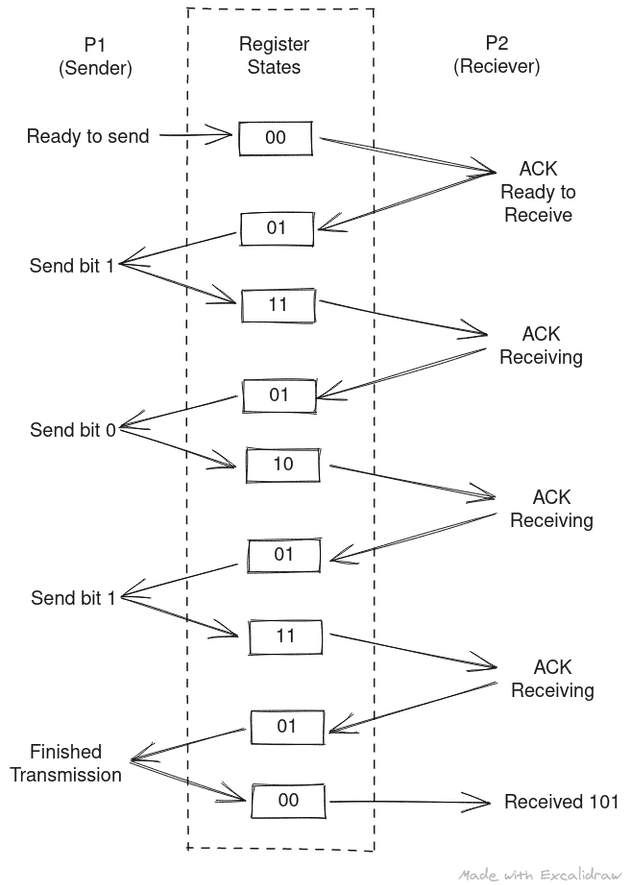 P1
(Sender)
Register
States
P2
(Reciever)
Ready to send
00
ACK
Ready to
Receive
01
Send bit 1
11
ACK
Receiving
01
Send bit 0
10
ACK
Receiving
01
Send bit 1
11
ACK
Receiving
01
Finished
Transmission
00
Received 101
Made with Excalidraw